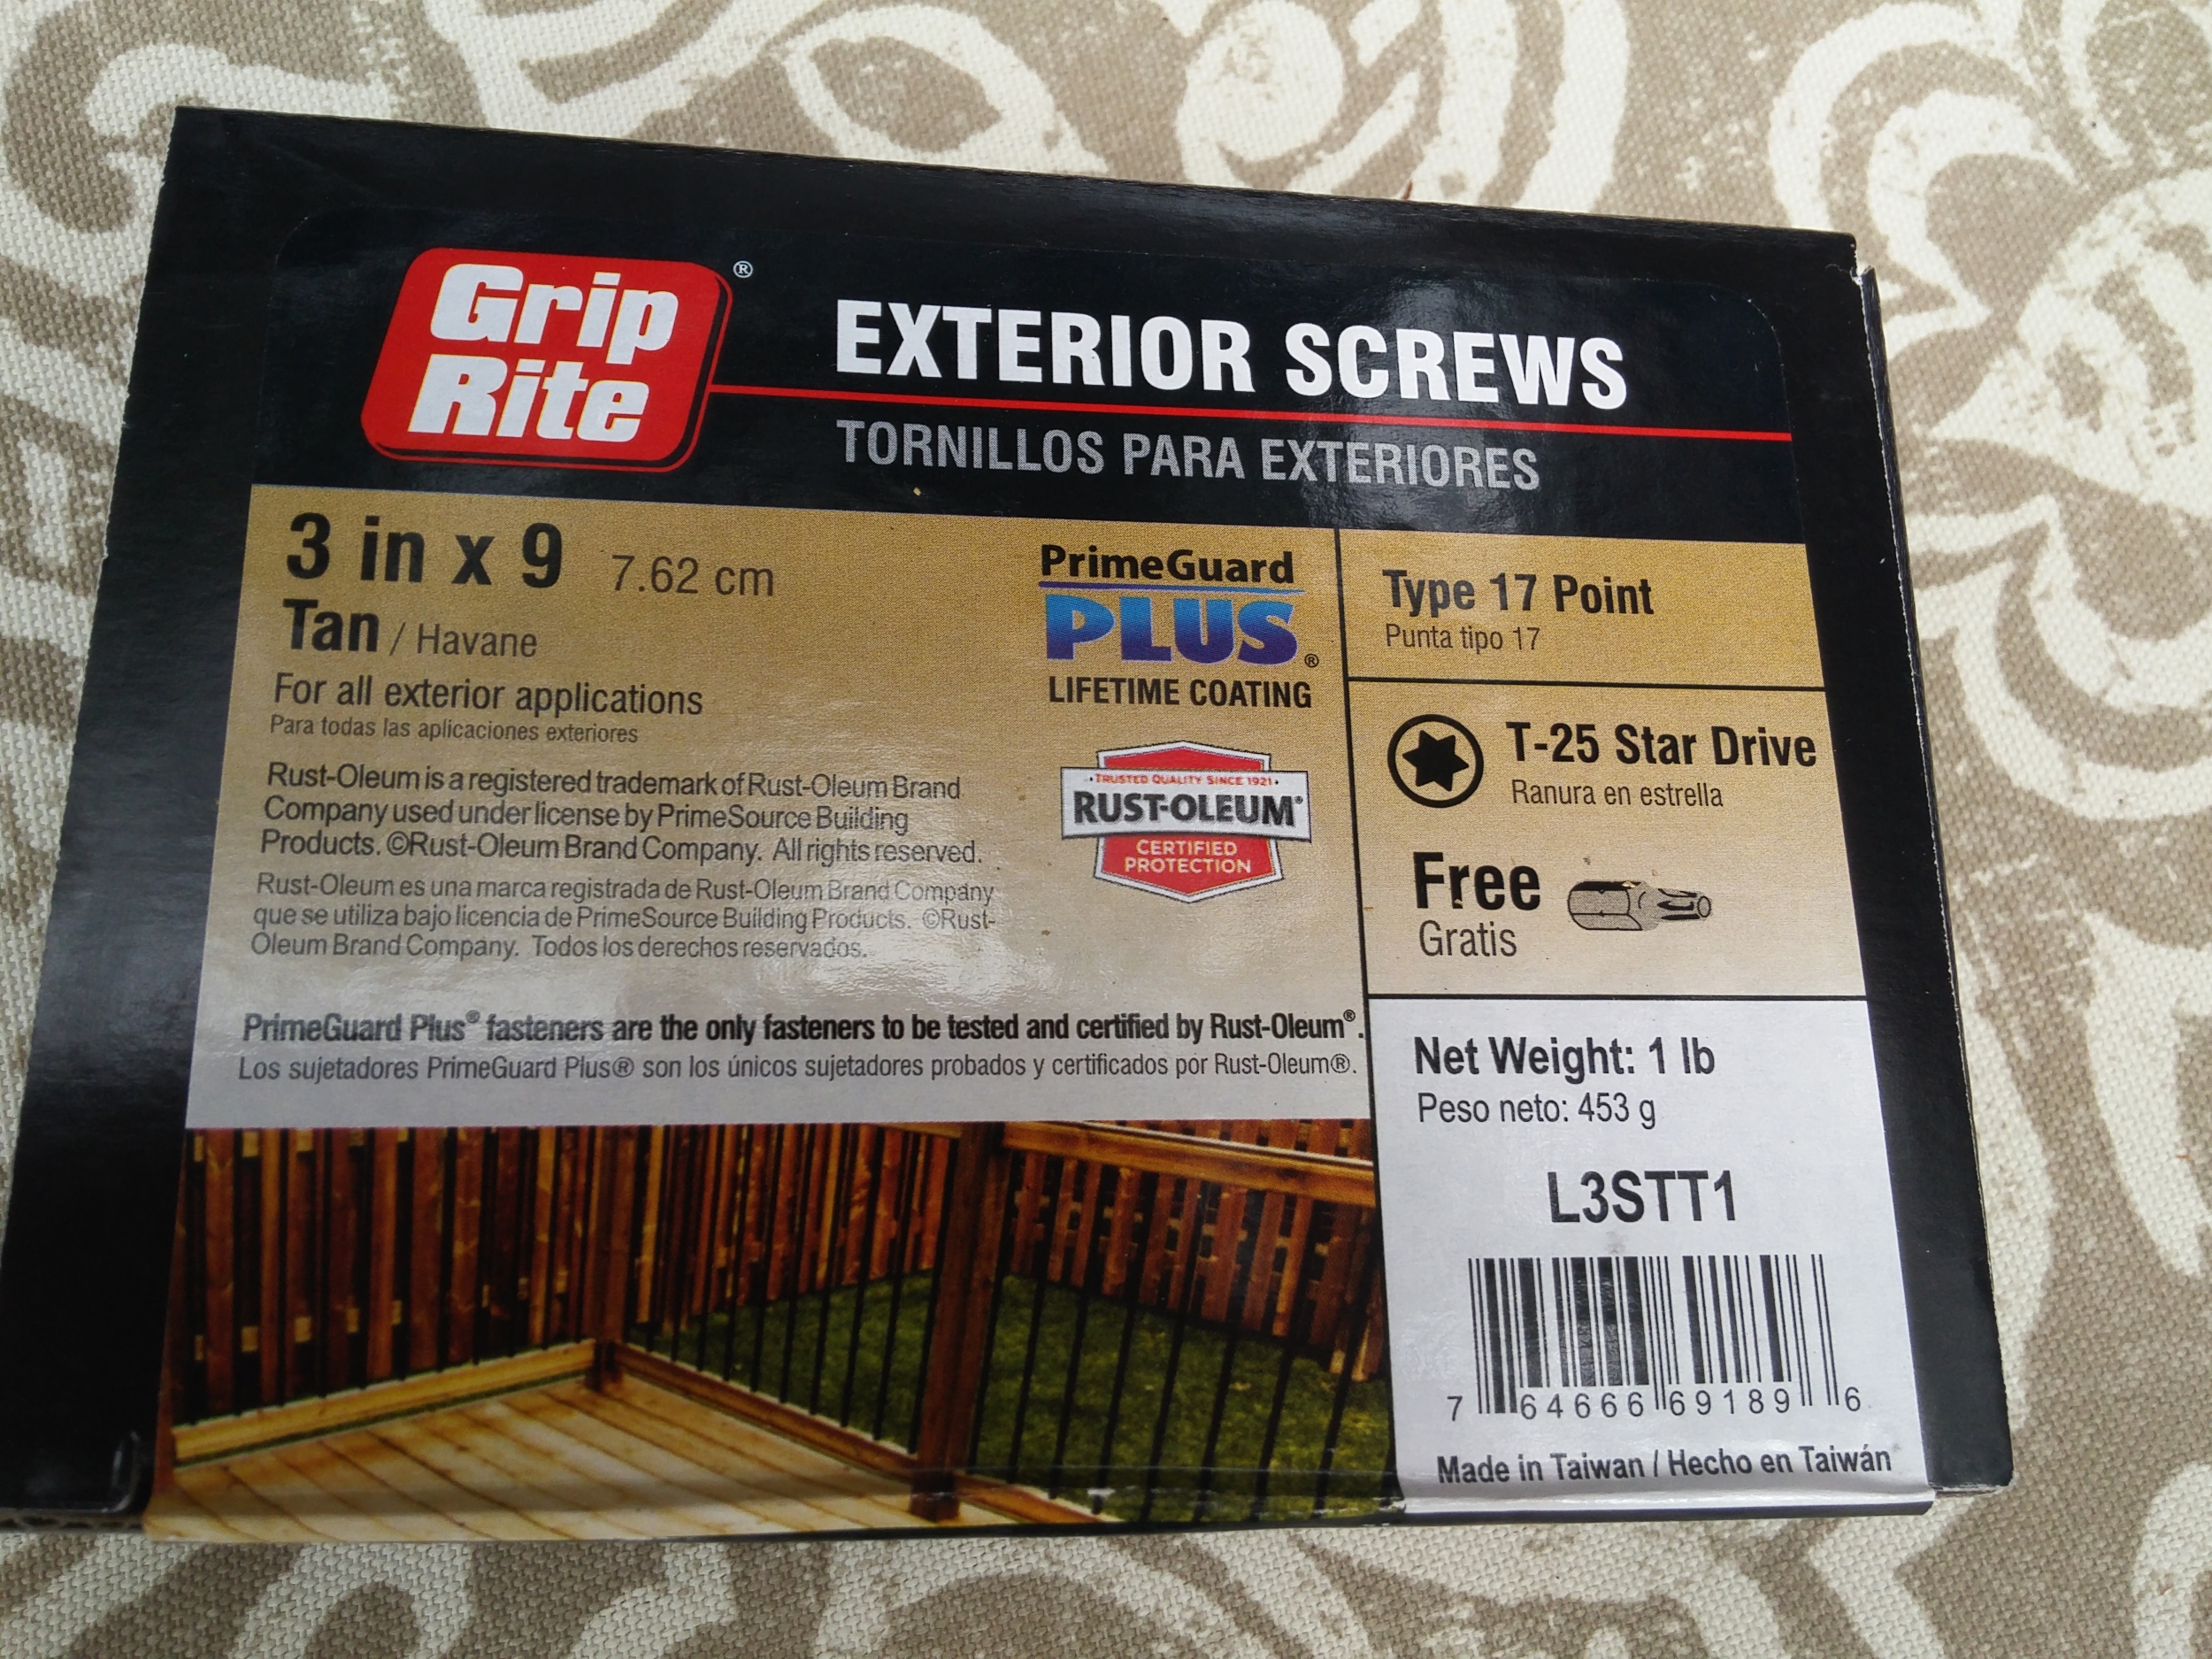 Grip
Rite ®
EXTERIOR SCREWS
TORNILLOS PARA EXTERIORES
3 in x 9 7.62 cm
Tan / Havane
For all exterior applications
Para todas las aplicaciones exteriores
Rust-Oleum is a registered trademark of Rust-Oleum Brand
Company used under license by PrimeSource Building
Products. ©Rust-Oleum Brand Company. All rights reserved.
Rust-Oleum es una marca registrada de Rust-Oleum Brand Company
que se utiliza bajo licencia de PrimeSource Building Products. ©Rust-
Oleum Brand Company. Todos los derechos reservados.
PrimeGuard
PLUS®
LIFETIME COATING
• TRUSTED QUALITY SINCE 1921 •
RUST-OLEUM®
CERTIFIED
PROTECTION
PrimeGuard Plus® fasteners are the only fasteners to be tested and certified by Rust-Oleum®.
Los sujetadores PrimeGuard Plus® son los únicos sujetadores probados y certificados por Rust-Oleum®.
Type 17 Point
Punta tipo 17
T-25 Star Drive
Ranura en estrella
Free
Gratis
Net Weight: 1 lb
Peso neto: 453 g
L3STT1
7 64666 69189 6
Made in Taiwan / Hecho en Taiwán